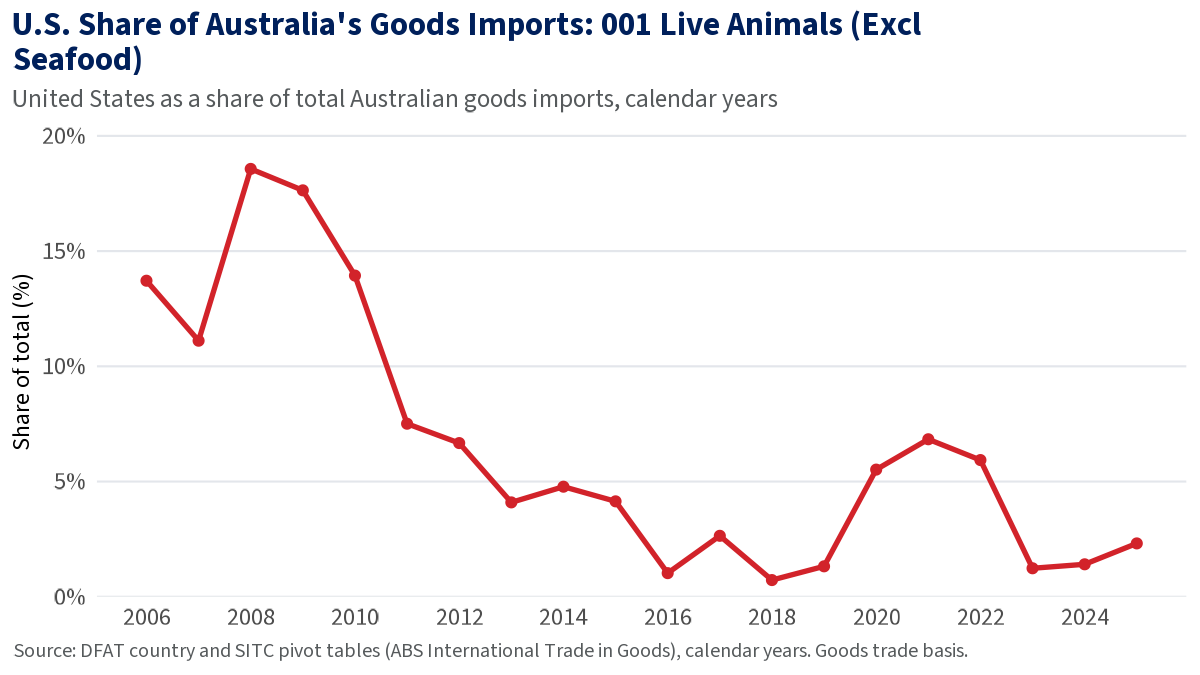 U.S. Share of Australia's Goods Imports: 001 Live Animals (Excl
Seafood)
United States as a share of total Australian goods imports, calendar years
Share of total (%)
20%
15%
10%
5%
0%
2006 2008 2010 2012 2014 2016 2018 2020 2022 2024
Source: DFAT country and SITC pivot tables (ABS International Trade in Goods), calendar years. Goods trade basis.